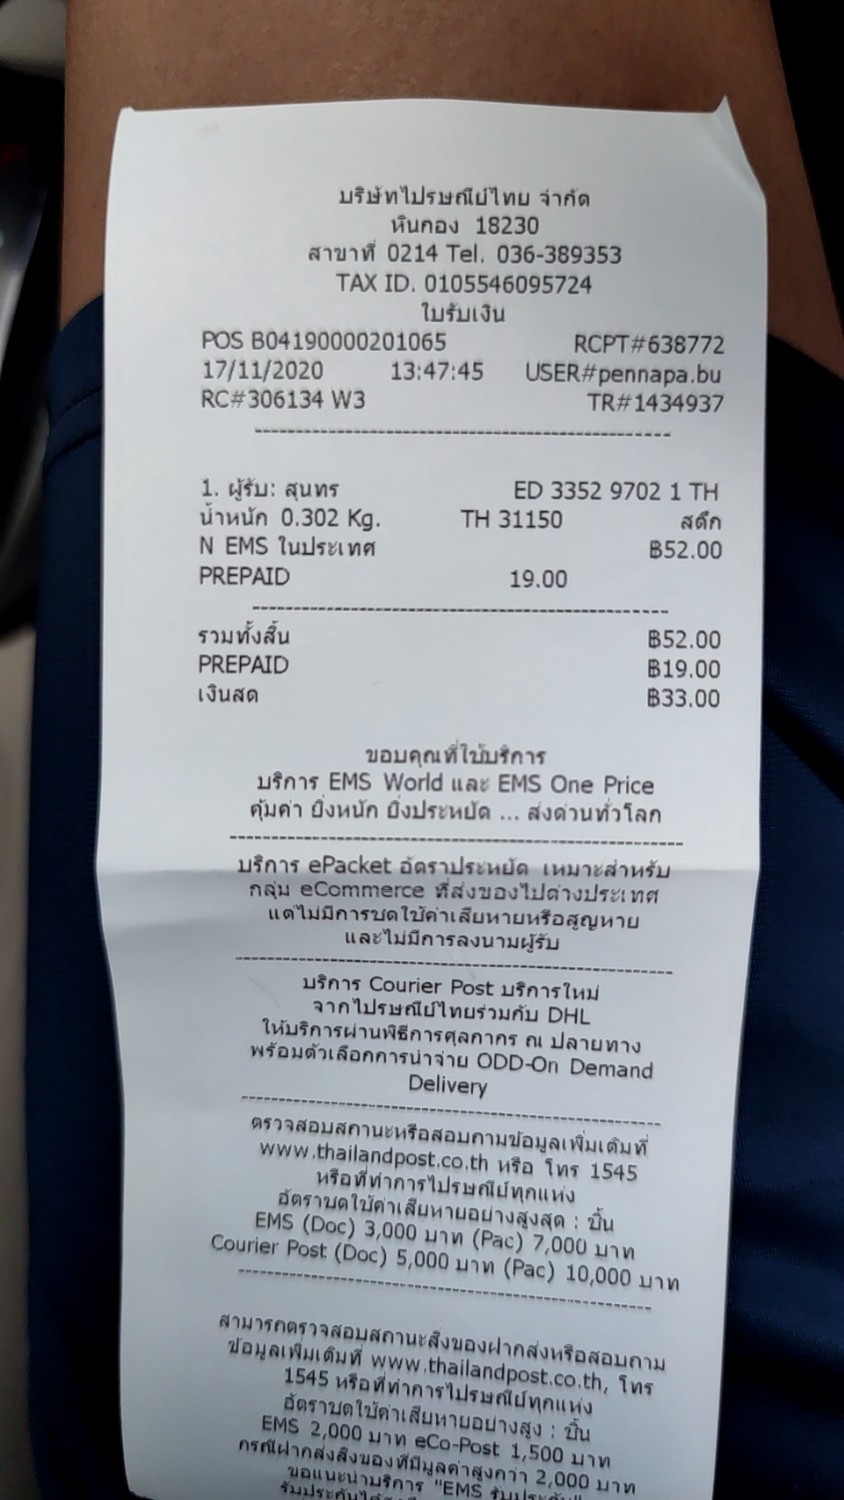 บริษัทไปรษณีย์ไทย จำกัด
หินกอง 18230
สาขาที่ 0214 Tel. 036-389353
TAX ID. 0105546095724
ใบรับเงิน
POS B04190000201065 RCPT#638772
17/11/2020 13:47:45 USER#pennapa.bu
RC#306134 W3 TR#1434937
1. ผู้รับ: สุนทร ED 3352 9702 1 TH
น้ำหนัก 0.302 Kg. TH 31150 สตึก
N EMS ในประเทศ ฿52.00
PREPAID 19.00
รวมทั้งสิ้น ฿52.00
PREPAID ฿19.00
เงินสด ฿33.00
ขอบคุณที่ใช้บริการ
บริการ EMS World และ EMS One Price
คุ้มค่า ยิ่งหนัก ยิ่งประหยัด ... ส่งด่วนทั่วโลก
บริการ ePacket อัตราประหยัด เหมาะสำหรับ
กลุ่ม eCommerce ที่ส่งของไปต่างประเทศ
แต่ไม่มีการชดใช้ค่าเสียหายหรือสูญหาย
และไม่มีการลงนามผู้รับ
บริการ Courier Post บริการใหม่
จากไปรษณีย์ไทยร่วมกับ DHL
ให้บริการผ่านพิธีการศุลกากร ณ ปลายทาง
พร้อมตัวเลือกการนำจ่าย ODD-On Demand
Delivery
ตรวจสอบสถานะหรือสอบถามข้อมูลเพิ่มเติมที่
www.thailandpost.co.th หรือ โทร 1545
หรือที่ทำการไปรษณีย์ทุกแห่ง
อัตราชดใช้ค่าเสียหายอย่างสูงสุด : ชิ้น
EMS (Doc) 3,000 บาท (Pac) 7,000 บาท
Courier Post (Doc) 5,000 บาท (Pac) 10,000 บาท
สามารถตรวจสอบสถานะสิ่งของฝากส่งหรือสอบถาม
ข้อมูลเพิ่มเติมที่ www.thailandpost.co.th, โทร
1545 หรือที่ทำการไปรษณีย์ทุกแห่ง
อัตราชดใช้ค่าเสียหายอย่างสูง : ชิ้น
EMS 2,000 บาท eCo-Post 1,500 บาท
กรณีฝากส่งสิ่งของที่มีมูลค่าสูงกว่า 2,000 บาท
ขอแนะนำบริการ "EMS รับประกัน"